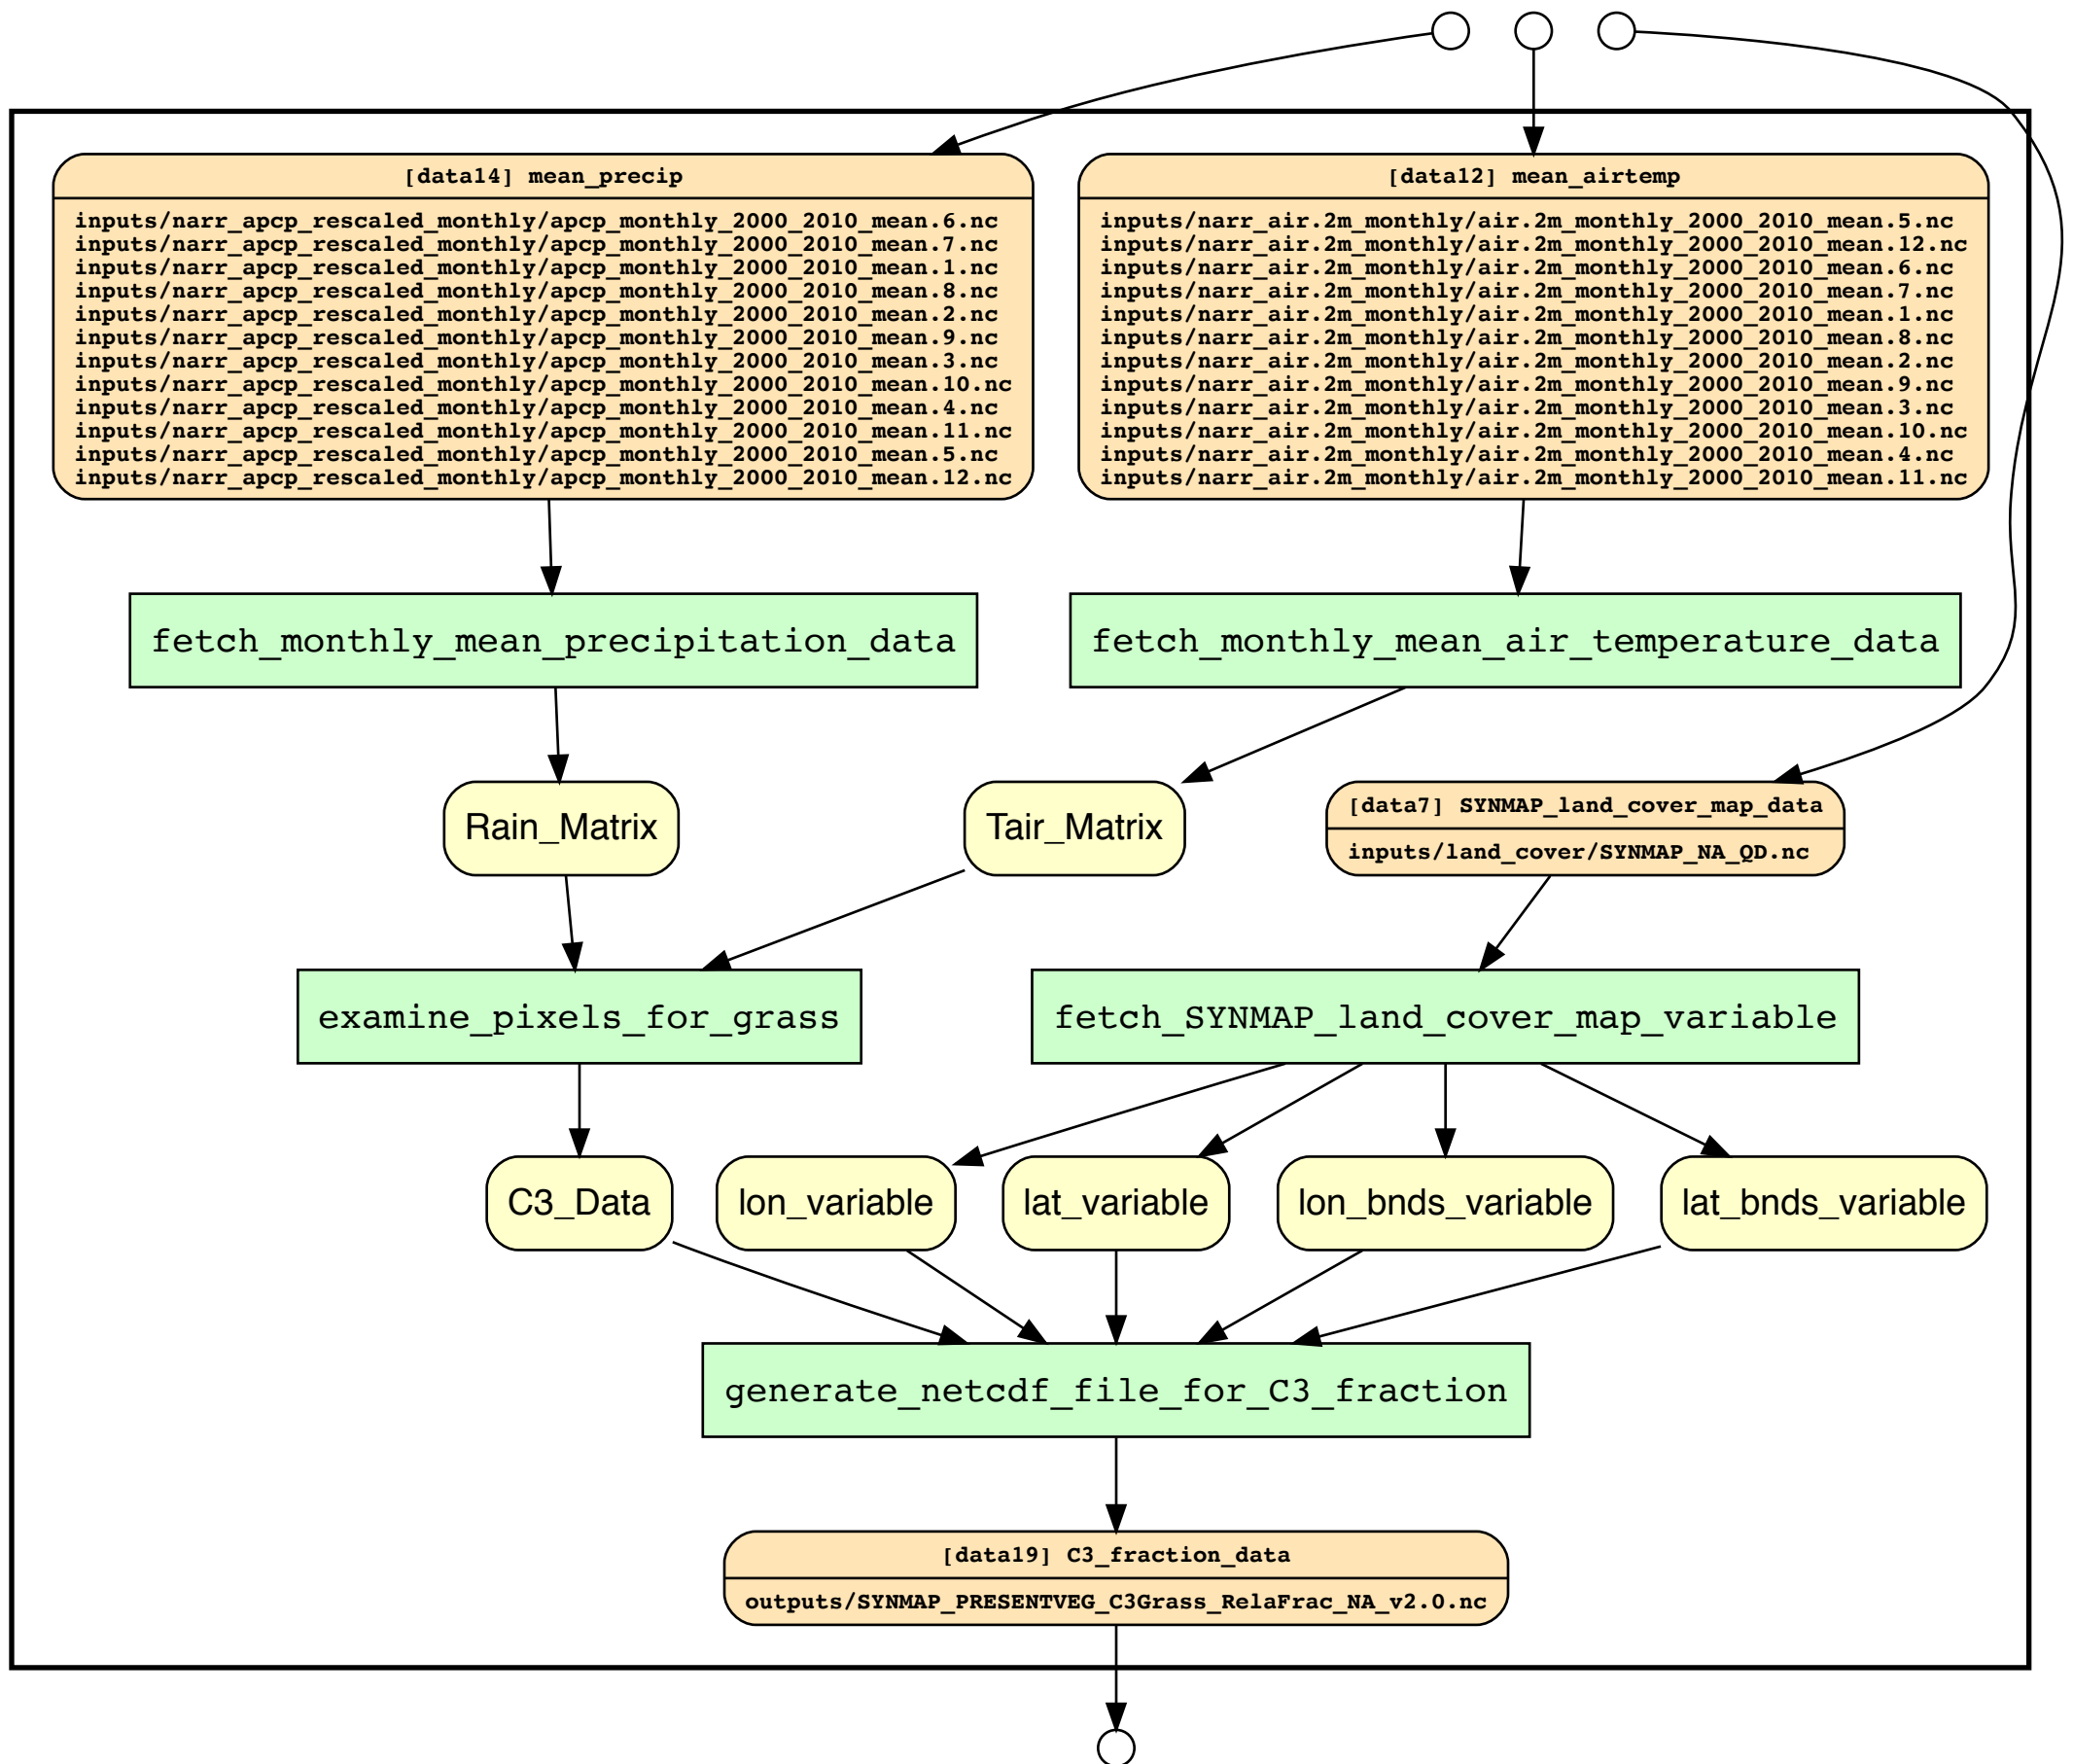 [data14] mean_precip
inputs/narr_apcp_rescaled_monthly/apcp_monthly_2000_2010_mean.6.nc
inputs/narr_apcp_rescaled_monthly/apcp_monthly_2000_2010_mean.7.nc
inputs/narr_apcp_rescaled_monthly/apcp_monthly_2000_2010_mean.1.nc
inputs/narr_apcp_rescaled_monthly/apcp_monthly_2000_2010_mean.8.nc
inputs/narr_apcp_rescaled_monthly/apcp_monthly_2000_2010_mean.2.nc
inputs/narr_apcp_rescaled_monthly/apcp_monthly_2000_2010_mean.9.nc
inputs/narr_apcp_rescaled_monthly/apcp_monthly_2000_2010_mean.3.nc
inputs/narr_apcp_rescaled_monthly/apcp_monthly_2000_2010_mean.10.nc
inputs/narr_apcp_rescaled_monthly/apcp_monthly_2000_2010_mean.4.nc
inputs/narr_apcp_rescaled_monthly/apcp_monthly_2000_2010_mean.11.nc
inputs/narr_apcp_rescaled_monthly/apcp_monthly_2000_2010_mean.5.nc
inputs/narr_apcp_rescaled_monthly/apcp_monthly_2000_2010_mean.12.nc
[data12] mean_airtemp
inputs/narr_air.2m_monthly/air.2m_monthly_2000_2010_mean.5.nc
inputs/narr_air.2m_monthly/air.2m_monthly_2000_2010_mean.12.nc
inputs/narr_air.2m_monthly/air.2m_monthly_2000_2010_mean.6.nc
inputs/narr_air.2m_monthly/air.2m_monthly_2000_2010_mean.7.nc
inputs/narr_air.2m_monthly/air.2m_monthly_2000_2010_mean.1.nc
inputs/narr_air.2m_monthly/air.2m_monthly_2000_2010_mean.8.nc
inputs/narr_air.2m_monthly/air.2m_monthly_2000_2010_mean.2.nc
inputs/narr_air.2m_monthly/air.2m_monthly_2000_2010_mean.9.nc
inputs/narr_air.2m_monthly/air.2m_monthly_2000_2010_mean.3.nc
inputs/narr_air.2m_monthly/air.2m_monthly_2000_2010_mean.10.nc
inputs/narr_air.2m_monthly/air.2m_monthly_2000_2010_mean.4.nc
inputs/narr_air.2m_monthly/air.2m_monthly_2000_2010_mean.11.nc
fetch_monthly_mean_precipitation_data
fetch_monthly_mean_air_temperature_data
Rain_Matrix
Tair_Matrix
[data7] SYNMAP_land_cover_map_data
inputs/land_cover/SYNMAP_NA_QD.nc
examine_pixels_for_grass
fetch_SYNMAP_land_cover_map_variable
C3_Data
lon_variable
lat_variable
lon_bnds_variable
lat_bnds_variable
generate_netcdf_file_for_C3_fraction
[data19] C3_fraction_data
outputs/SYNMAP_PRESENTVEG_C3Grass_RelaFrac_NA_v2.0.nc